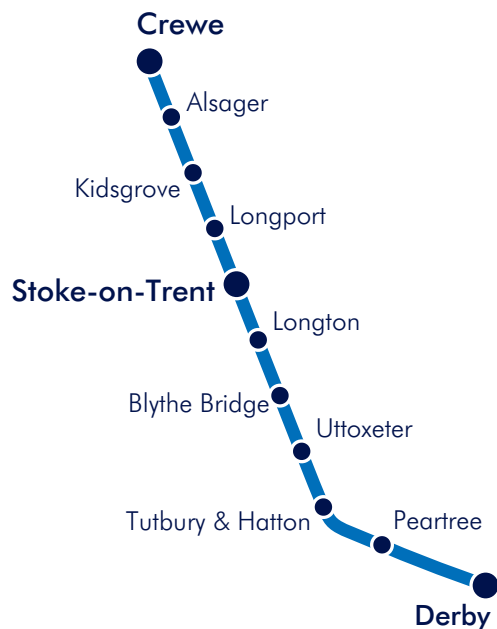 Crewe
Alsager
Kidsgrove
Longport
Stoke-on-Trent
Longton
Blythe Bridge
Uttoxeter
Tutbury & Hatton
Peartree
Derby